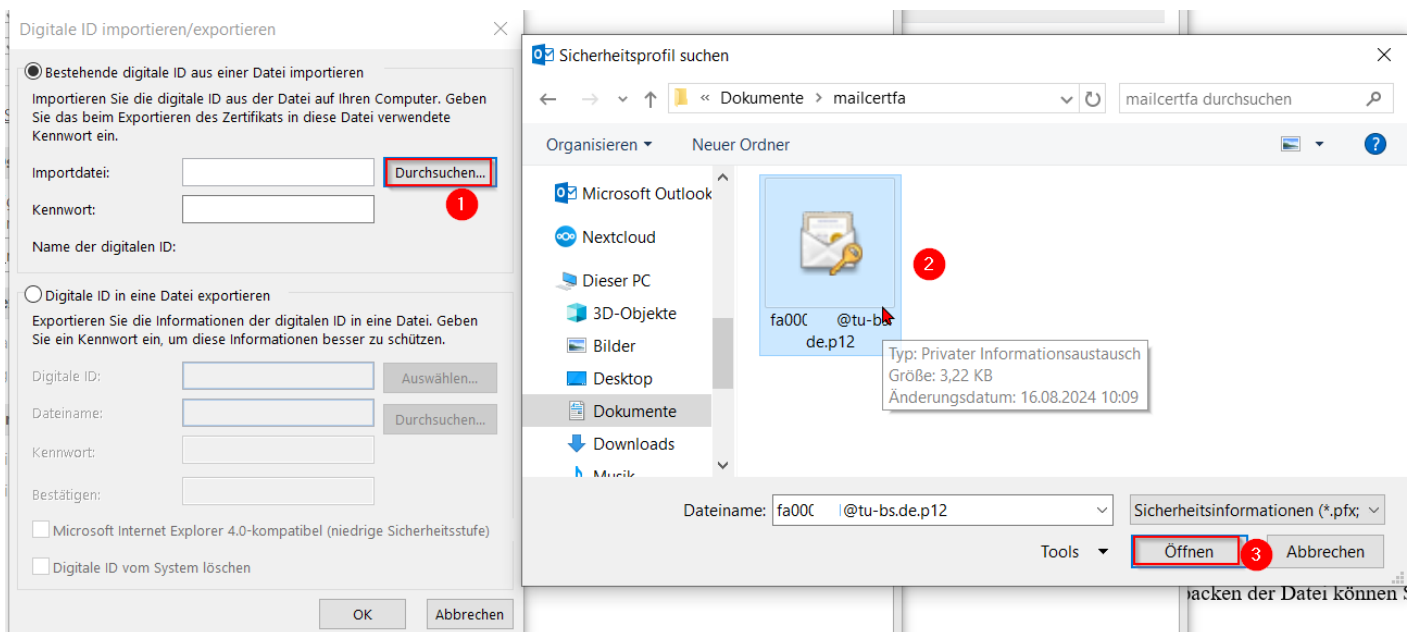 Digitale ID importieren/exportieren
Bestehende digitale ID aus einer Datei importieren
Importieren Sie die digitale ID aus der Datei auf Ihren Computer. Geben
Sie das beim Exportieren des Zertifikats in diese Datei verwendete
Kennwort ein.
Importdatei:
Durchsuchen...
1
Kennwort:
Name der digitalen ID:
Digitale ID in eine Datei exportieren
Exportieren Sie die Informationen der digitalen ID in eine Datei. Geben
Sie ein Kennwort ein, um diese Informationen besser zu schützen.
Digitale ID:
Auswählen...
Dateiname:
Durchsuchen...
Kennwort:
Bestätigen:
Microsoft Internet Explorer 4.0-kompatibel (niedrige Sicherheitsstufe)
Digitale ID vom System löschen
OK
Abbrechen
Sicherheitsprofil suchen
« Dokumente > mailcertfa
mailcertfa durchsuchen
Organisieren
Neuer Ordner
?
Microsoft Outlook
Nextcloud
Dieser PC
3D-Objekte
Bilder
Desktop
Dokumente
Downloads
Musik
2
@tu-bs
de.p12
Typ: Privater Informationsaustausch
Größe: 3,22 KB
Änderungsdatum: 16.08.2024 10:09
Dateiname:
@tu-bs.de.p12
Sicherheitsinformationen (*.pfx;
Tools
Öffnen
3
Abbrechen
der Datei können